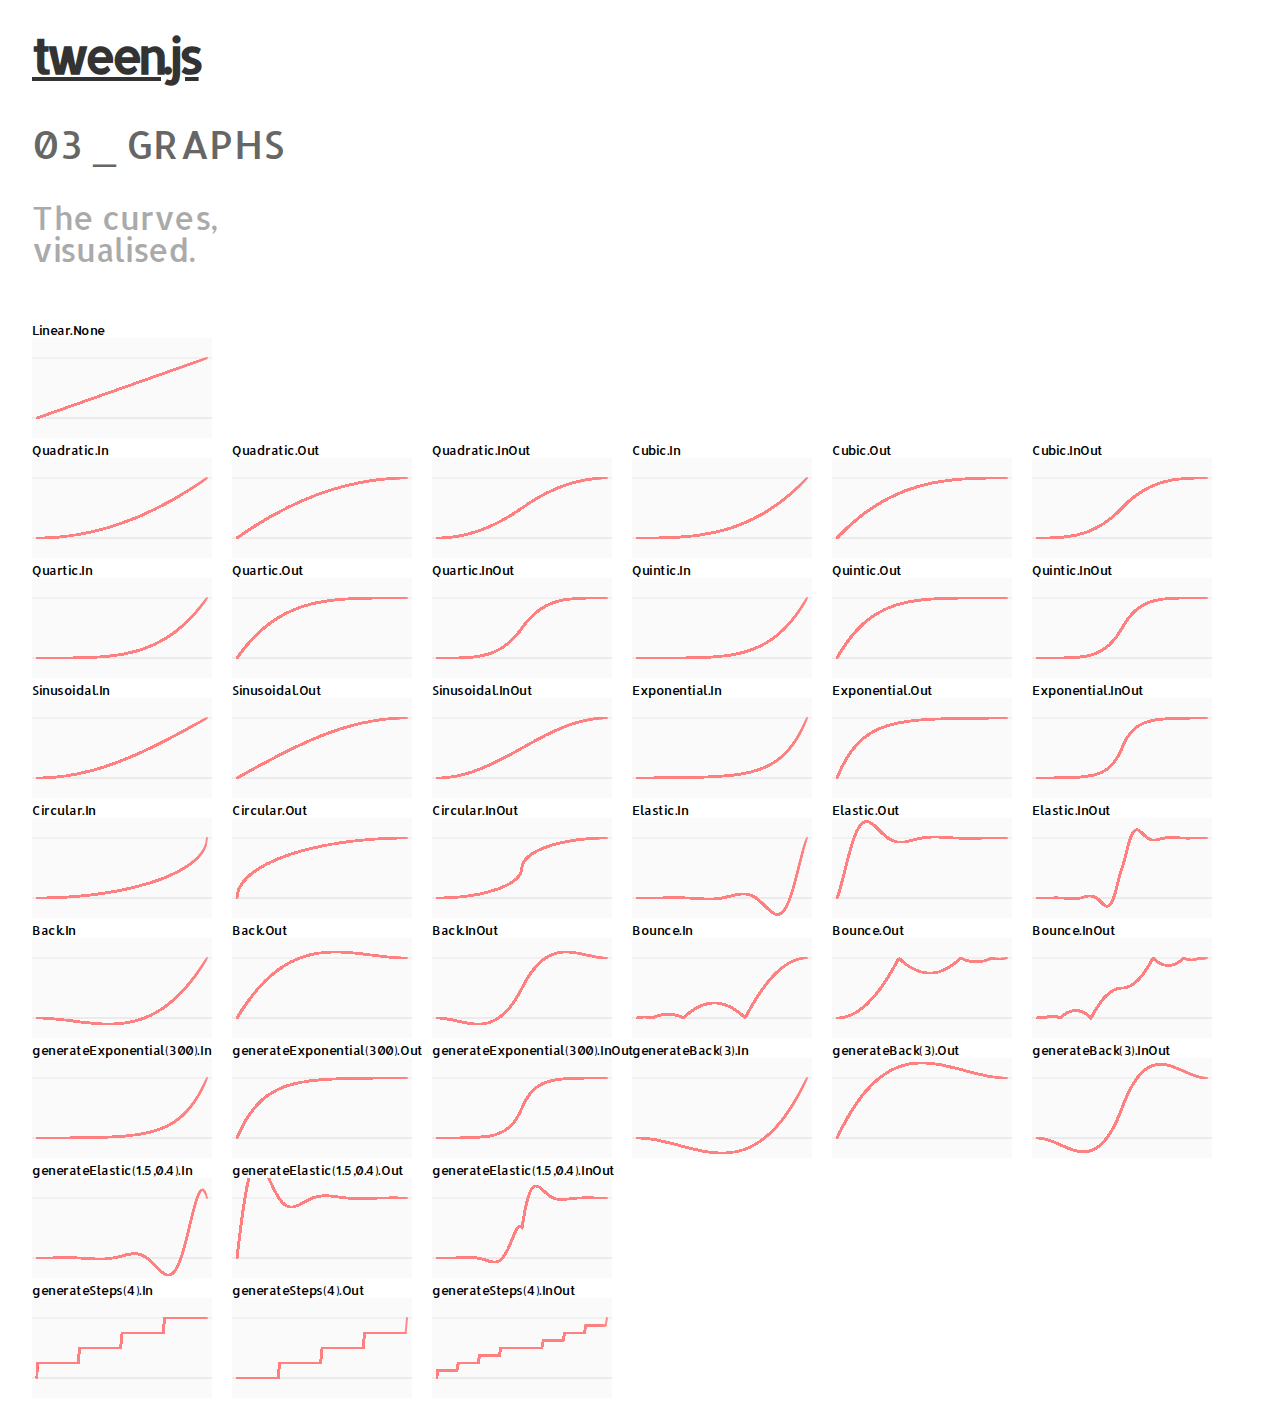 tween.js
03 _ GRAPHS
The curves,
visualised.
Linear.None
Quadratic.In Quadratic.Out Quadratic.InOut Cubic.In Cubic.Out Cubic.InOut
Quartic.In Quartic.Out Quartic.InOut Quintic.In Quintic.Out Quintic.InOut
Sinusoidal.In Sinusoidal.Out Sinusoidal.InOut Exponential.In Exponential.Out Exponential.InOut
Circular.In Circular.Out Circular.InOut Elastic.In Elastic.Out Elastic.InOut
Back.In Back.Out Back.InOut Bounce.In Bounce.Out Bounce.InOut
generateExponential(300).In generateExponential(300).Out generateExponential(300).InOut generateBack(3).In generateBack(3).Out generateBack(3).InOut
generateElastic(1.5,0.4).In generateElastic(1.5,0.4).Out generateElastic(1.5,0.4).InOut
generateSteps(4).In generateSteps(4).Out generateSteps(4).InOut